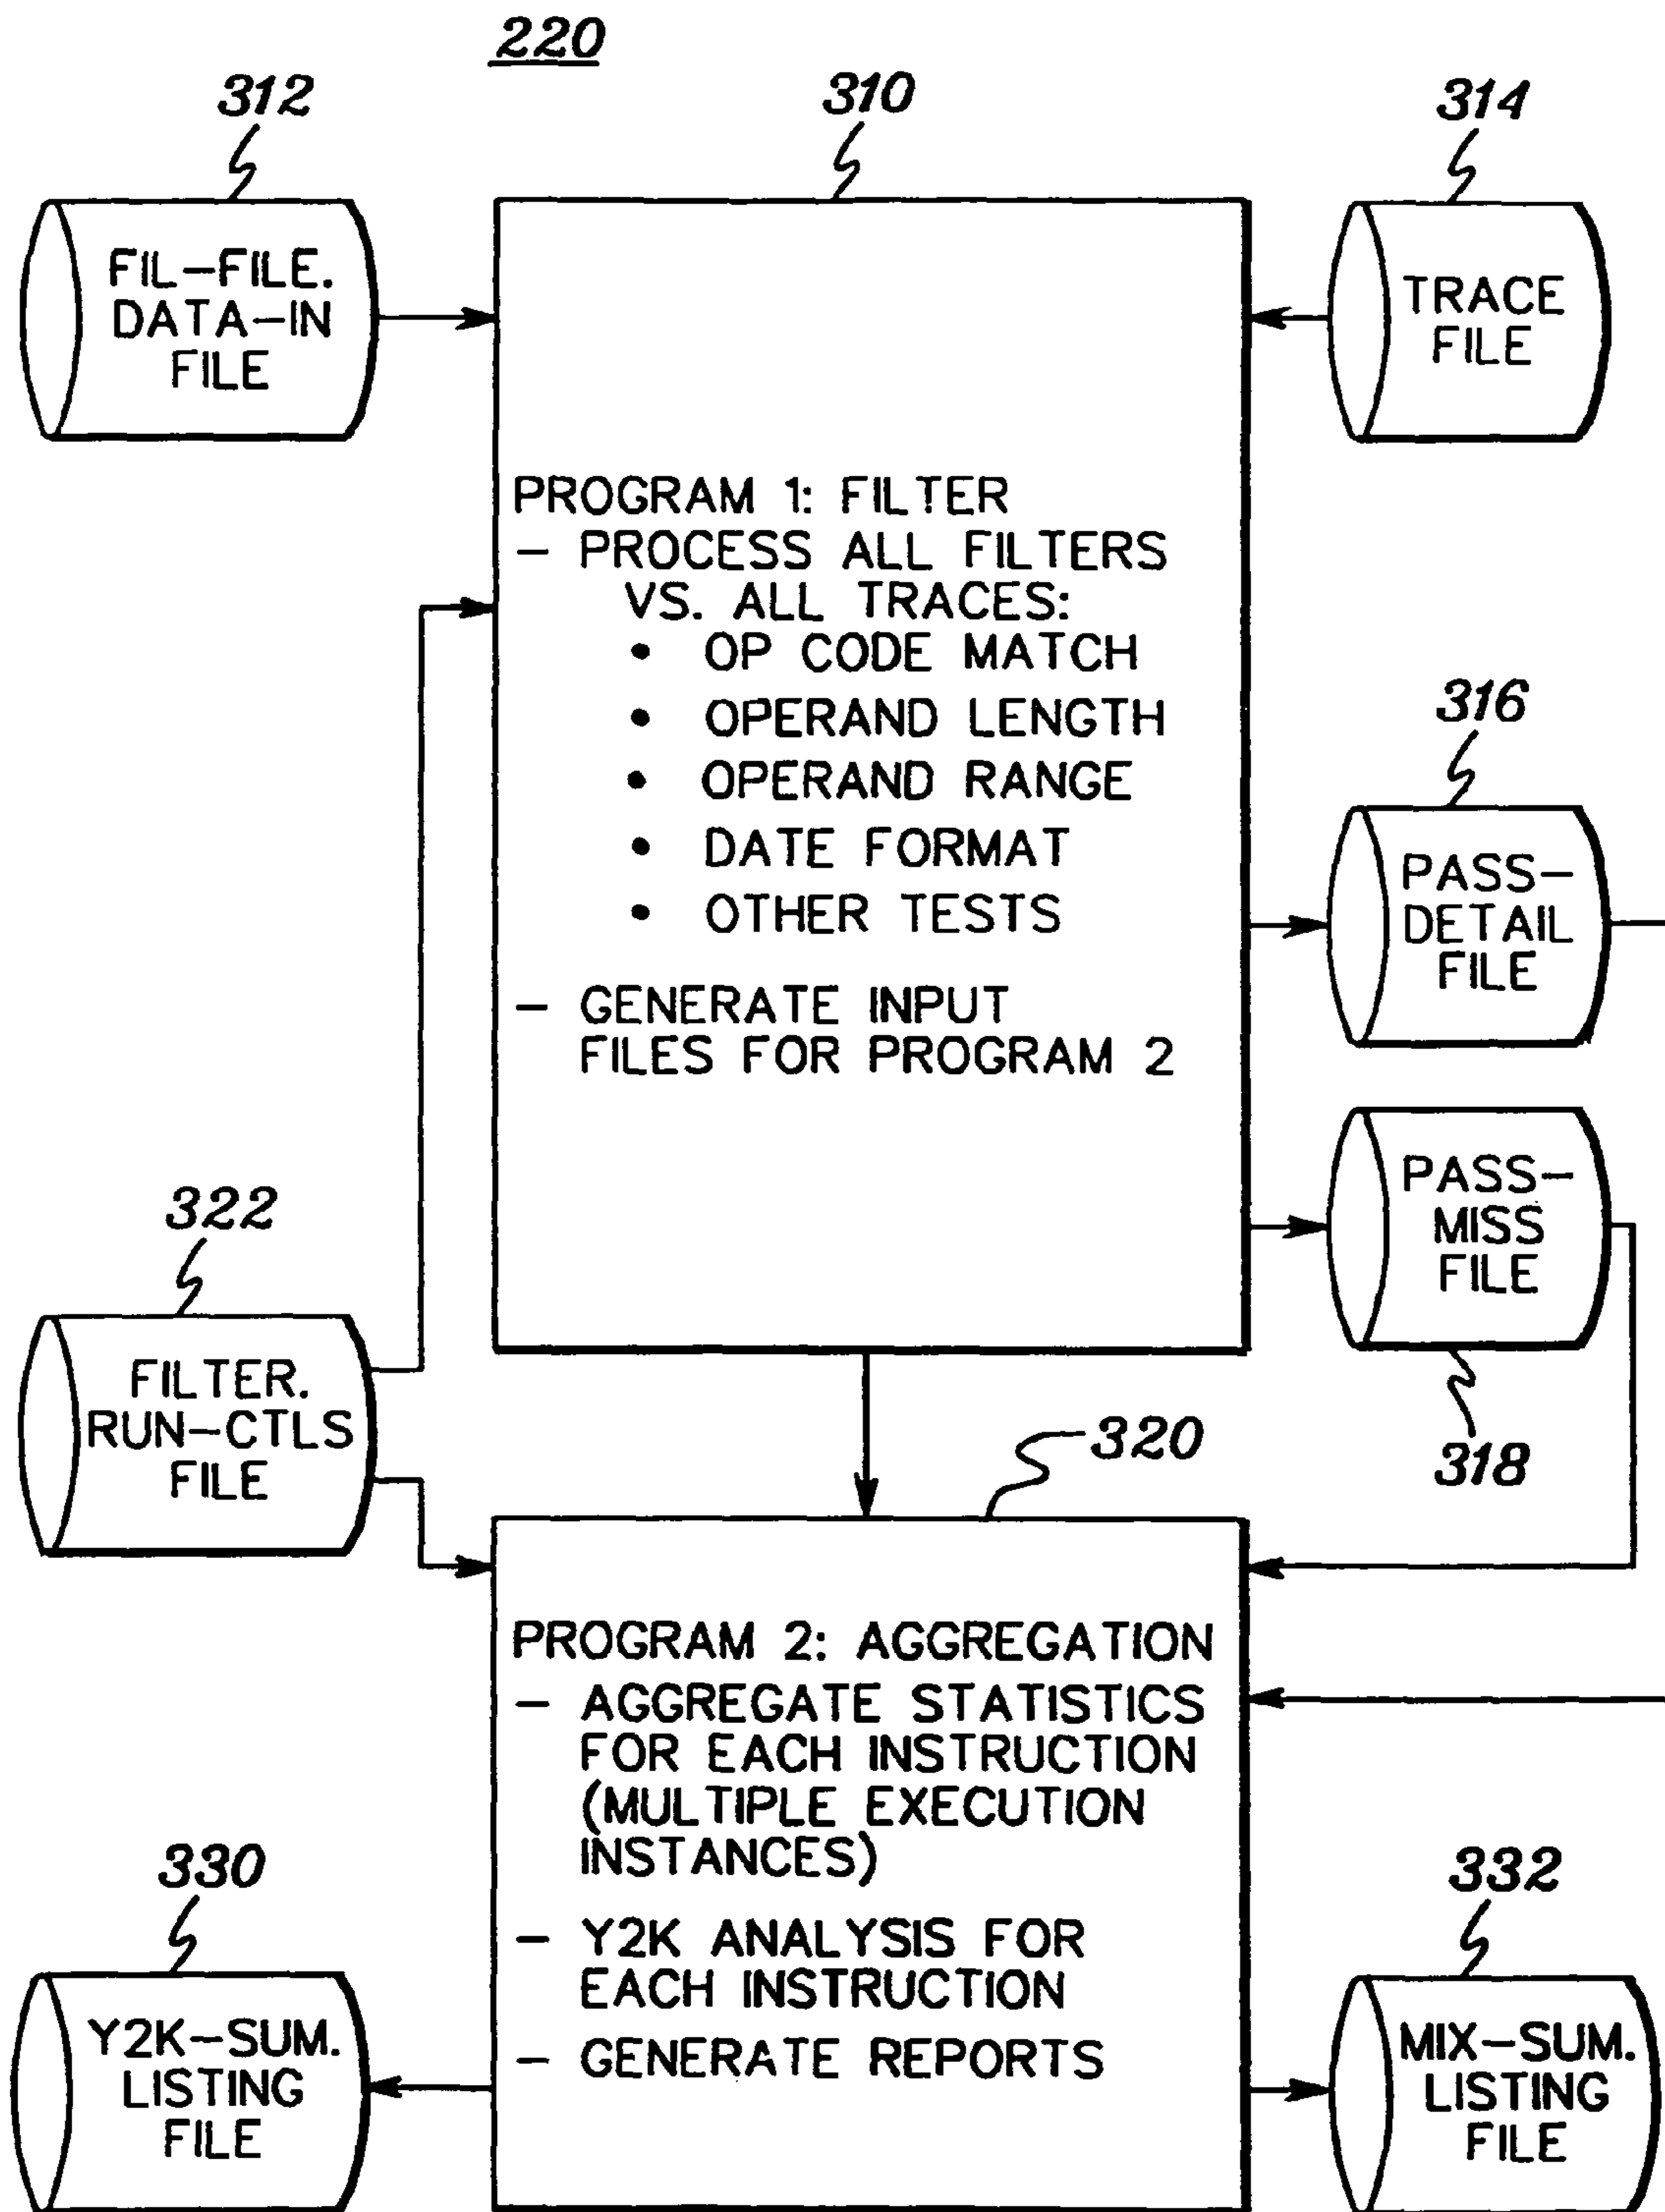 220
312
310
314
FIL-FILE.
DATA-IN
FILE
TRACE
FILE
PROGRAM 1: FILTER
- PROCESS ALL FILTERS
VS. ALL TRACES:
• OP CODE MATCH
• OPERAND LENGTH
• OPERAND RANGE
• DATE FORMAT
• OTHER TESTS
- GENERATE INPUT
FILES FOR PROGRAM 2
316
PASS-
DETAIL
FILE
PASS-
MISS
FILE
318
322
FILTER.
RUN-CTLS
FILE
320
PROGRAM 2: AGGREGATION
- AGGREGATE STATISTICS
FOR EACH INSTRUCTION
(MULTIPLE EXECUTION
INSTANCES)
- Y2K ANALYSIS FOR
EACH INSTRUCTION
- GENERATE REPORTS
330
Y2K-SUM.
LISTING
FILE
332
MIX-SUM.
LISTING
FILE